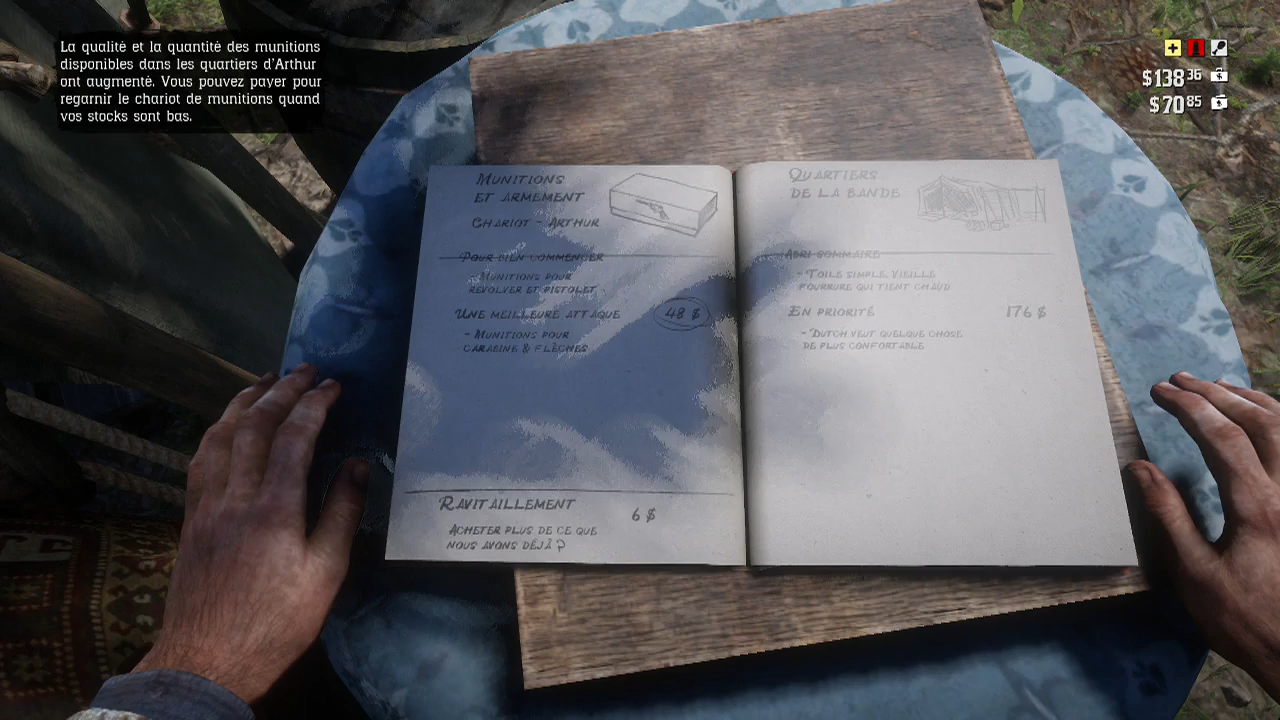 La qualité et la quantité des munitions
disponibles dans les quartiers d'Arthur
ont augmenté. Vous pouvez payer pour
regarnir le chariot de munitions quand
vos stocks sont bas.
$138 36
$70 85
MUNITIONS
ET ARMEMENT
CHARIOT - ARTHUR
POUR BIEN COMMENCER
- MUNITIONS POUR
REVOLVER ET PISTOLET
UNE MEILLEURE ATTAQUE 48 $
- MUNITIONS POUR
CARABINE & FLÈCHES
RAVITAILLEMENT
6 $
ACHETER PLUS DE CE QUE
NOUS AVONS DÉJÀ ?
QUARTIERS
DE LA BANDE
ABRI SOMMAIRE
- TOILE SIMPLE, VIEILLE
FOURRURE QUI TIENT CHAUD
EN PRIORITÉ 176 $
- DUTCH VEUT QUELQUE CHOSE
DE PLUS CONFORTABLE